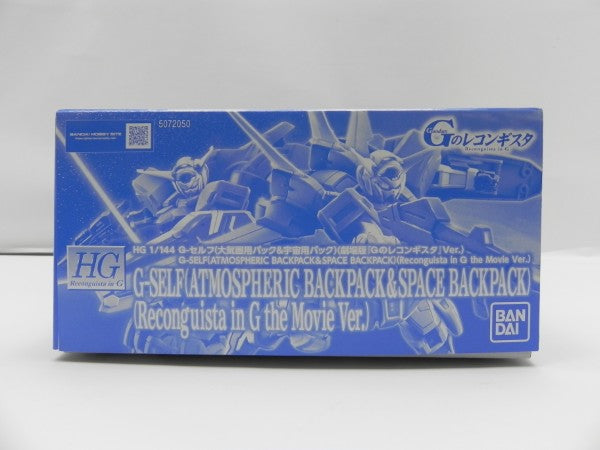 BANDAI HOBBY SITE
5072050
Gundam
Gのレコンギスタ
Reconguista in G
HG 1/144 G-セルフ(大気圏用パック&宇宙用パック)(劇場版『Gのレコンギスタ』Ver.)
G-SELF(ATMOSPHERIC BACKPACK&SPACE BACKPACK)(Reconguista in G the Movie Ver.)
HG
Reconguista in G
G-SELF(ATMOSPHERIC BACKPACK&SPACE BACKPACK)
(Reconguista in G the Movie Ver.)
BAN
DAI